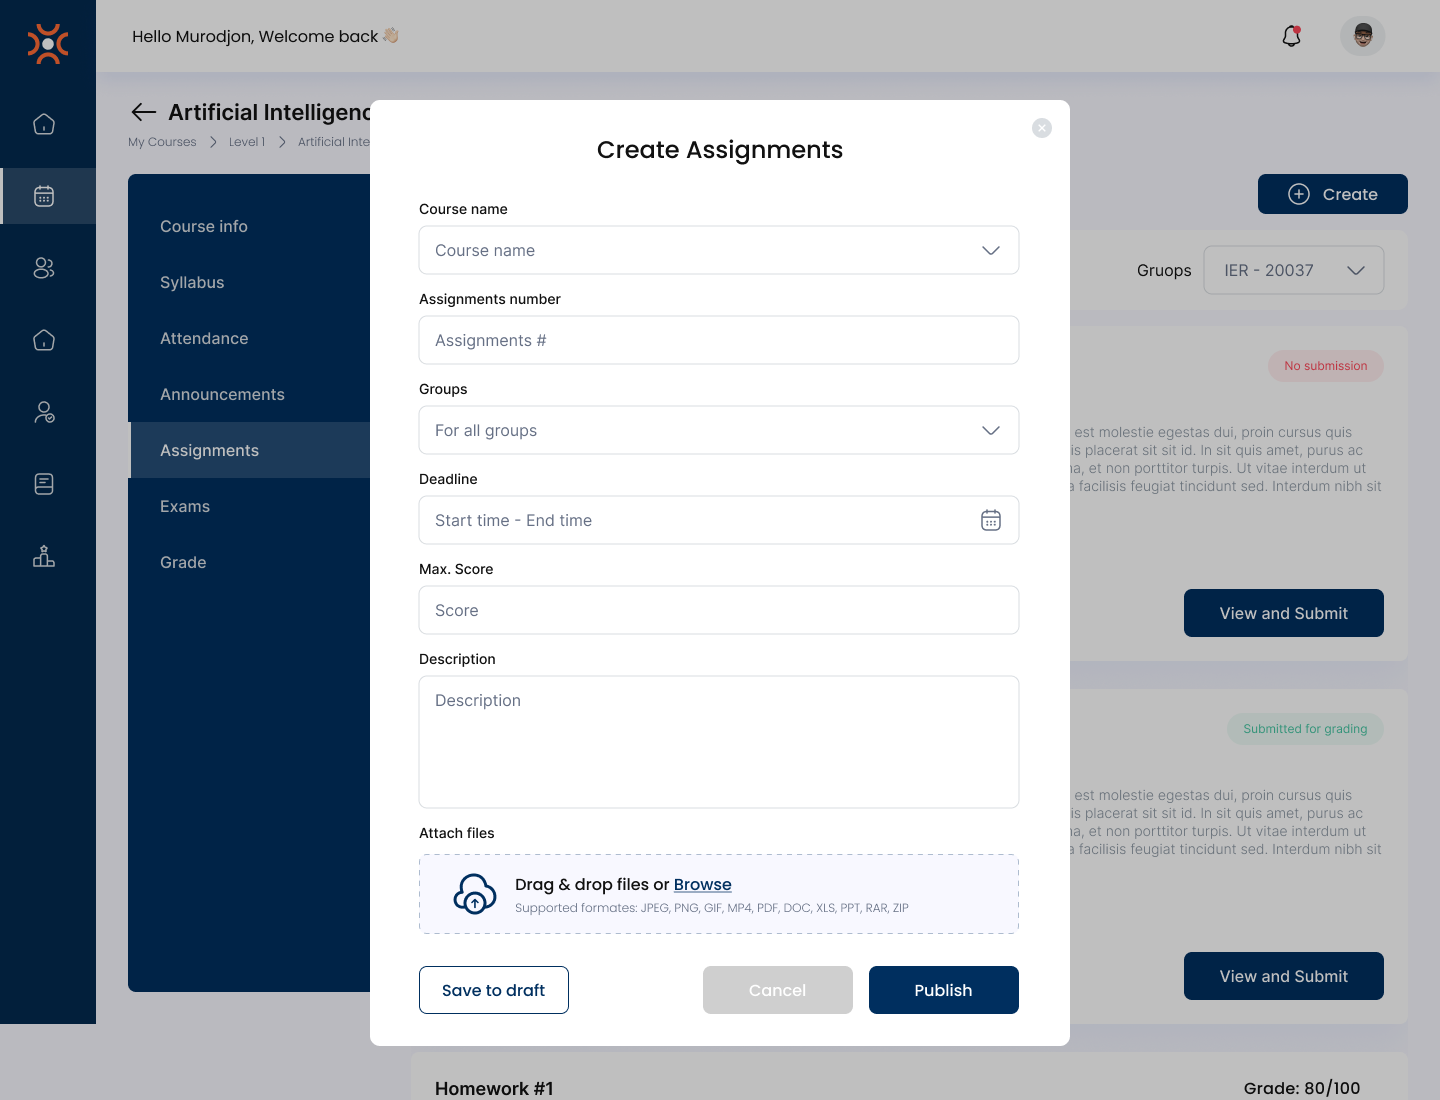 Hello Murodjon, Welcome back
Artificial Intelligenc
My Courses
Level 1
Artificial Inte
Course info
Syllabus
Attendance
Announcements
Assignments
Exams
Grade
Create Assignments
Course name
Course name
Assignments number
Assignments #
Groups
For all groups
Deadline
Start time - End time
Max. Score
Score
Description
Description
Attach files
Drag & drop files or Browse
Supported formates: JPEG, PNG, GIF, MP4, PDF, DOC, XLS, PPT, RAR, ZIP
Save to draft
Cancel
Publish
Create
Gruops
IER - 20037
No submission
est molestie egestas dui, proin cursus quis
is placerat sit sit id. In sit quis amet, purus ac
a, et non porttitor turpis. Ut vitae interdum ut
a facilisis feugiat tincidunt sed. Interdum nibh sit
View and Submit
Submitted for grading
est molestie egestas dui, proin cursus quis
is placerat sit sit id. In sit quis amet, purus ac
a, et non porttitor turpis. Ut vitae interdum ut
a facilisis feugiat tincidunt sed. Interdum nibh sit
View and Submit
Homework #1
Grade: 80/100